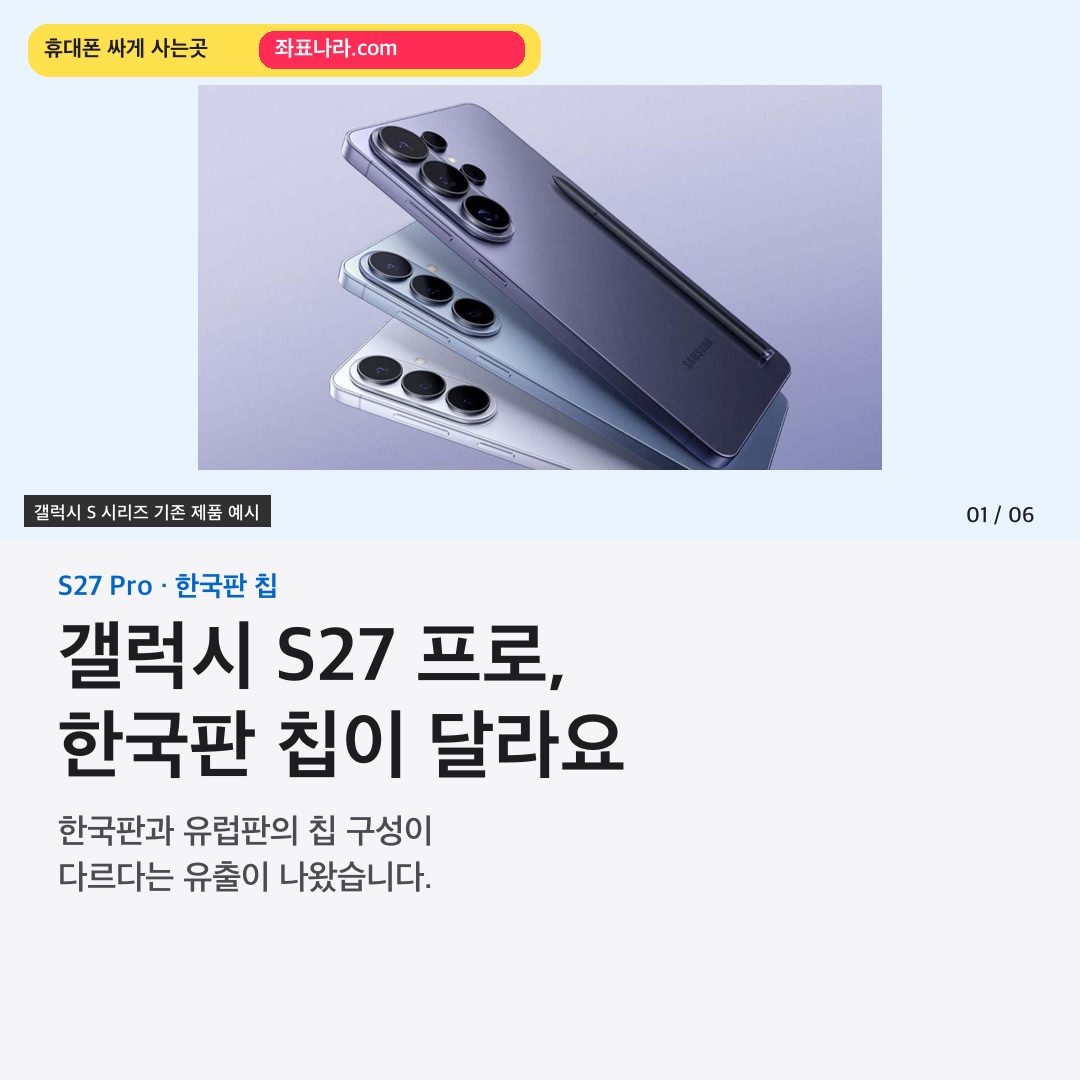 휴대폰 싸게 사는곳
좌표나라.com
SAMSUNG
갤럭시 S 시리즈 기존 제품 예시
01 / 06
S27 Pro · 한국판 칩
갤럭시 S27 프로,
한국판 칩이 달라요
한국판과 유럽판의 칩 구성이
다르다는 유출이 나왔습니다.